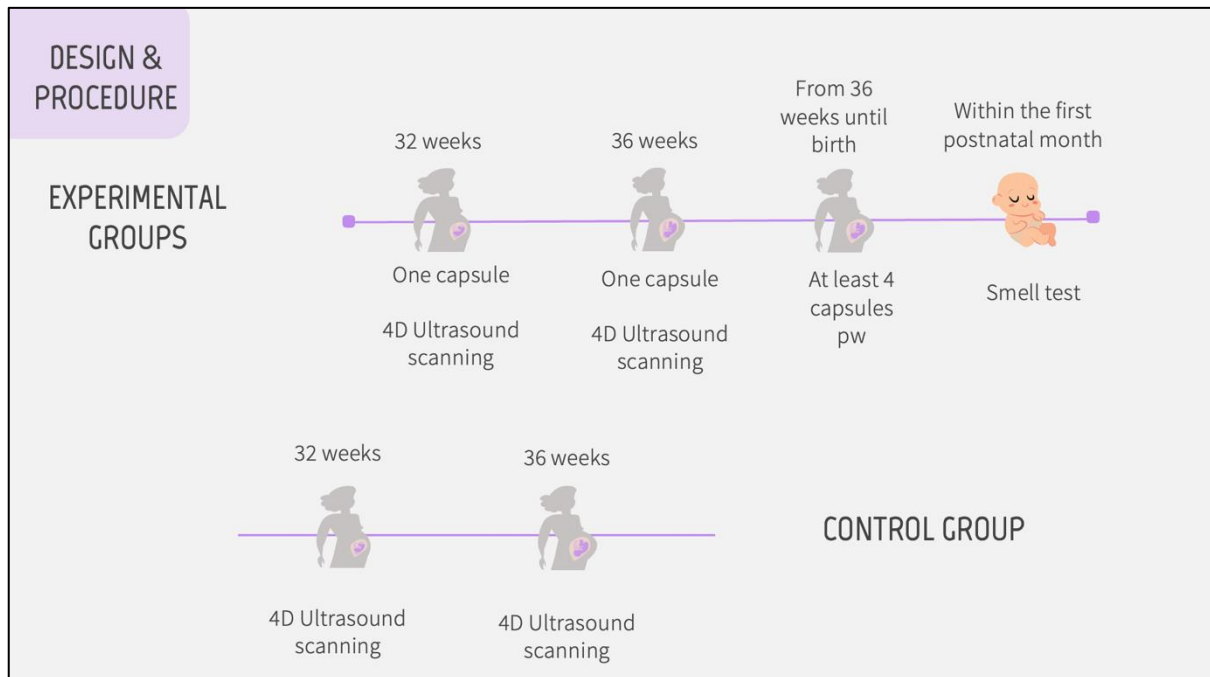 DESIGN &
PROCEDURE
EXPERIMENTAL
GROUPS
32 weeks
One capsule
4D Ultrasound
scanning
36 weeks
One capsule
4D Ultrasound
scanning
From 36
weeks until
birth
At least 4
capsules
pw
Within the first
postnatal month
Smell test
32 weeks
4D Ultrasound
scanning
36 weeks
4D Ultrasound
scanning
CONTROL GROUP